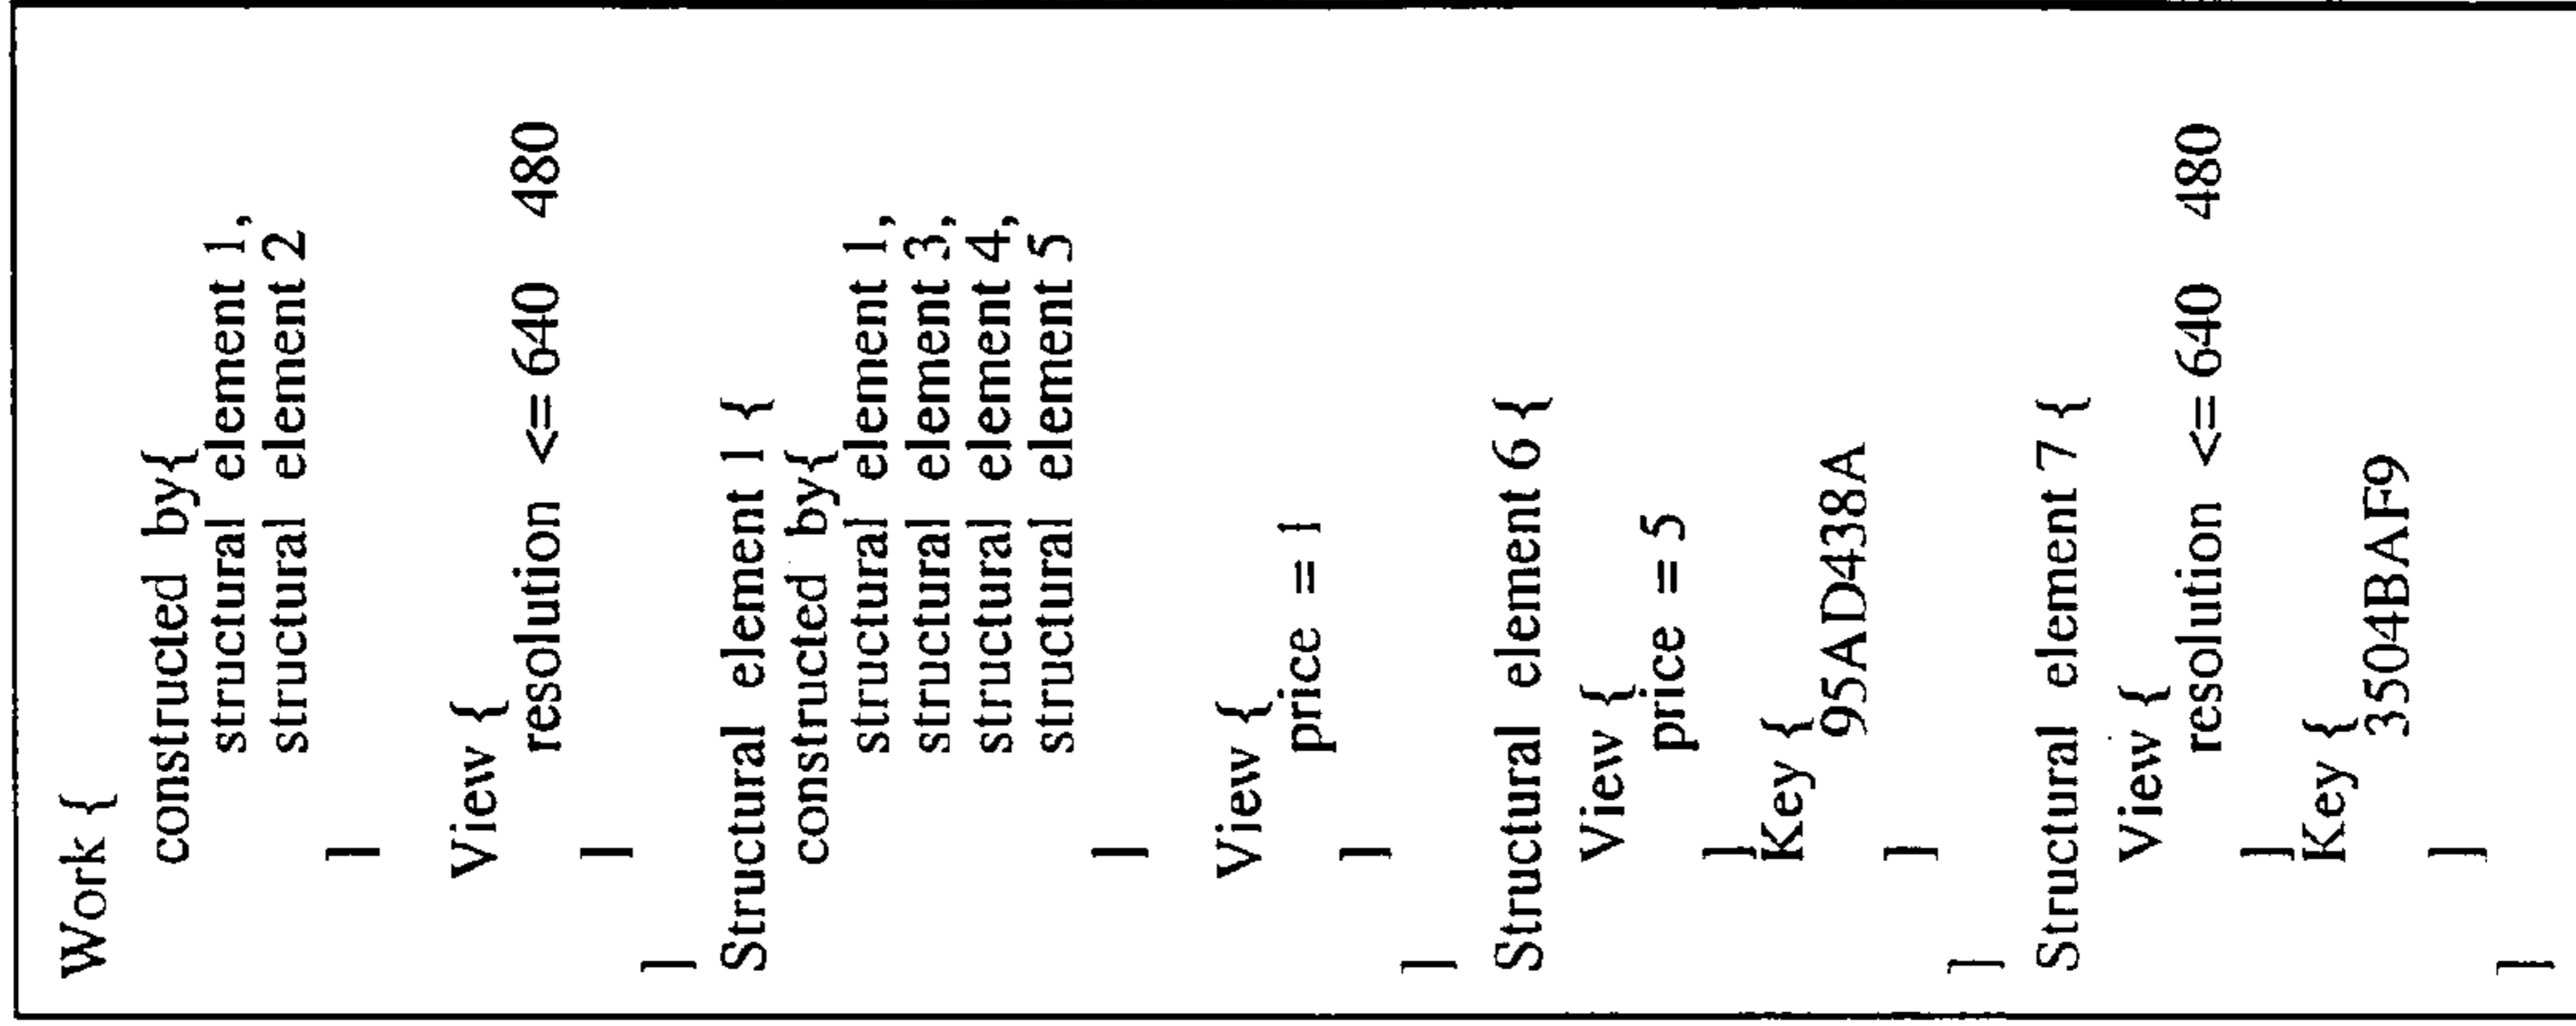 Work {
constructed by{
structural element 1,
structural element 2
]
View {
resolution <= 640 480
]
]
Structural element 1 {
constructed by{
structural element 1,
structural element 3,
structural element 4,
structural element 5
]
View {
price = 1
]
]
Structural element 6 {
View {
price = 5
]
Key {
95AD438A
]
]
Structural element 7 {
View {
resolution <= 640 480
]
Key {
3504BAF9
]
]